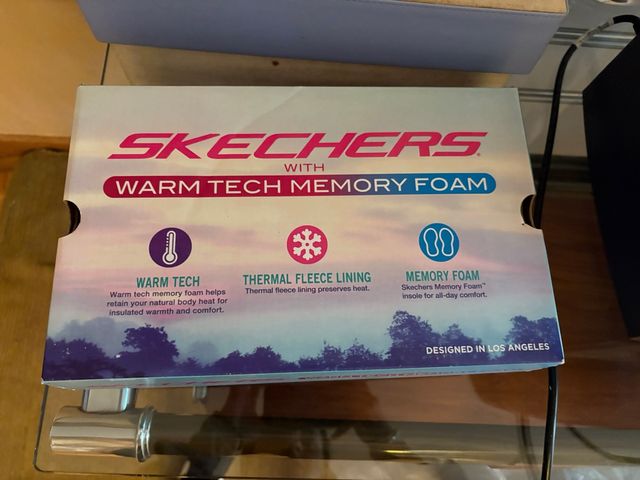 SKECHERS
WITH
WARM TECH MEMORY FOAM
WARM TECH
Warm tech memory foam helps
retain your natural body heat for
insulated warmth and comfort.
THERMAL FLEECE LINING
Thermal fleece lining preserves heat.
MEMORY FOAM
Skechers Memory Foam™
insole for all-day comfort.
DESIGNED IN LOS ANGELES